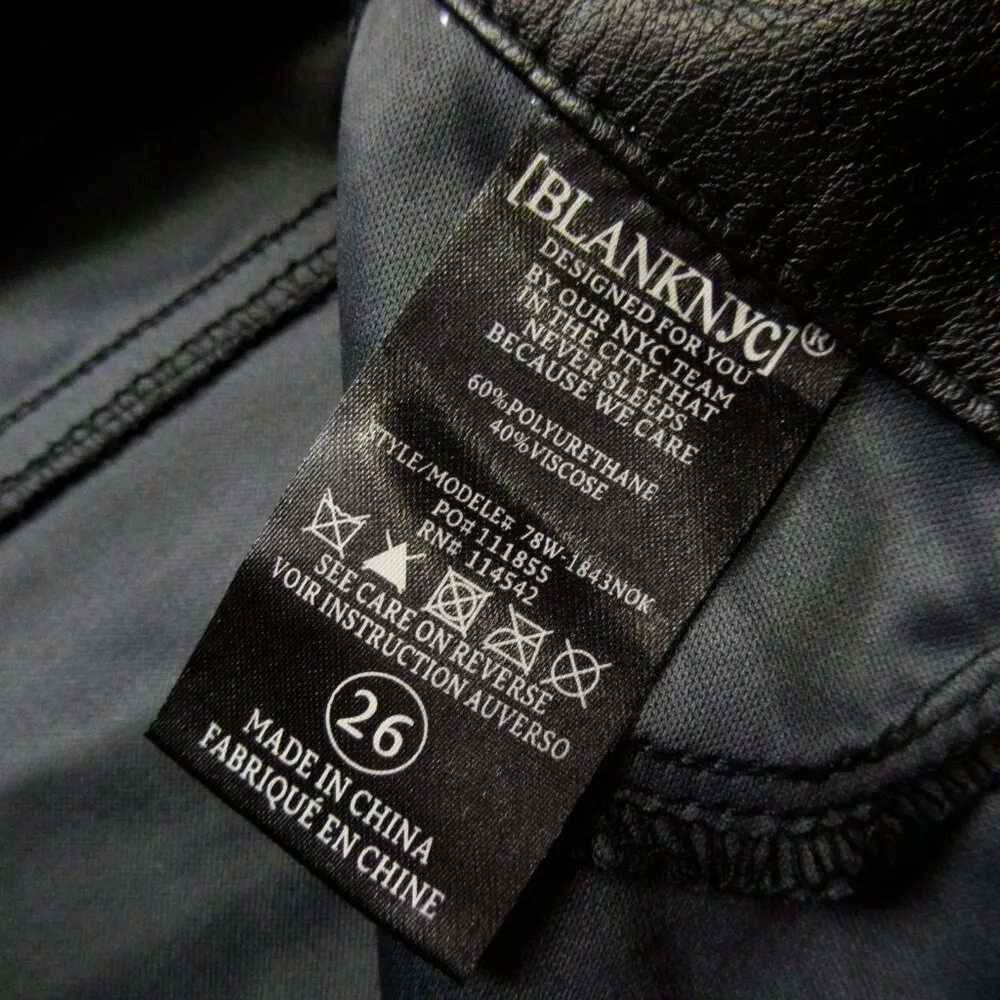 [BLANKNYC]®
DESIGNED FOR YOU
BY OUR NYC TEAM
IN THE CITY THAT
NEVER SLEEPS
BECAUSE WE CARE
60%POLYURETHANE
40%VISCOSE
STYLE/MODELE# 78W-1843NOK
PO# 111855
RN# 114542
SEE CARE ON REVERSE
VOIR INSTRUCTION AUVERSO
26
MADE IN CHINA
FABRIQUÉ EN CHINE